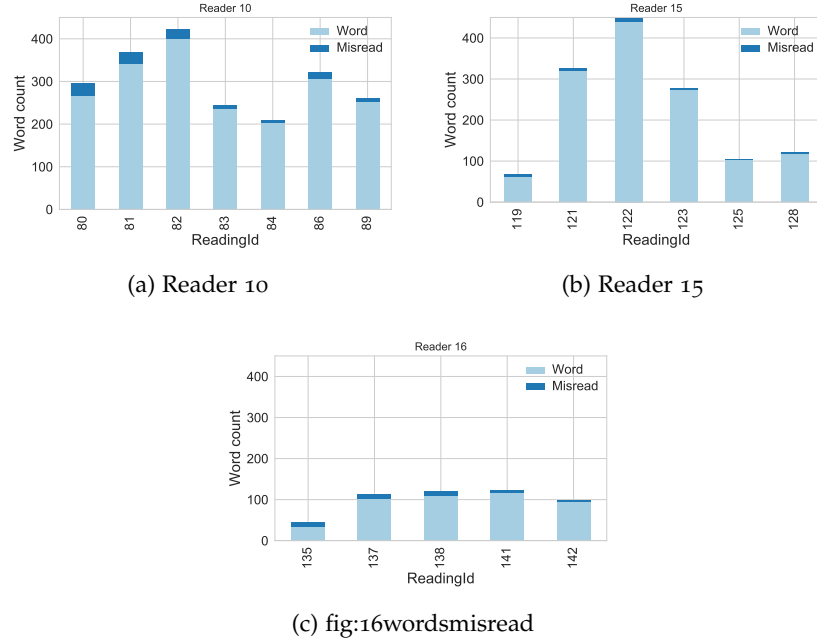 Reader 10
Word
Misread
Word count
400
300
200
100
0
80 81 82 83 84 86 89
ReadingId
(a) Reader 10
Reader 15
Word
Misread
Word count
400
300
200
100
0
119 121 122 123 125 128
ReadingId
(b) Reader 15
Reader 16
Word
Misread
Word count
400
300
200
100
0
135 137 138 141 142
ReadingId
(c) fig:16wordsmisread